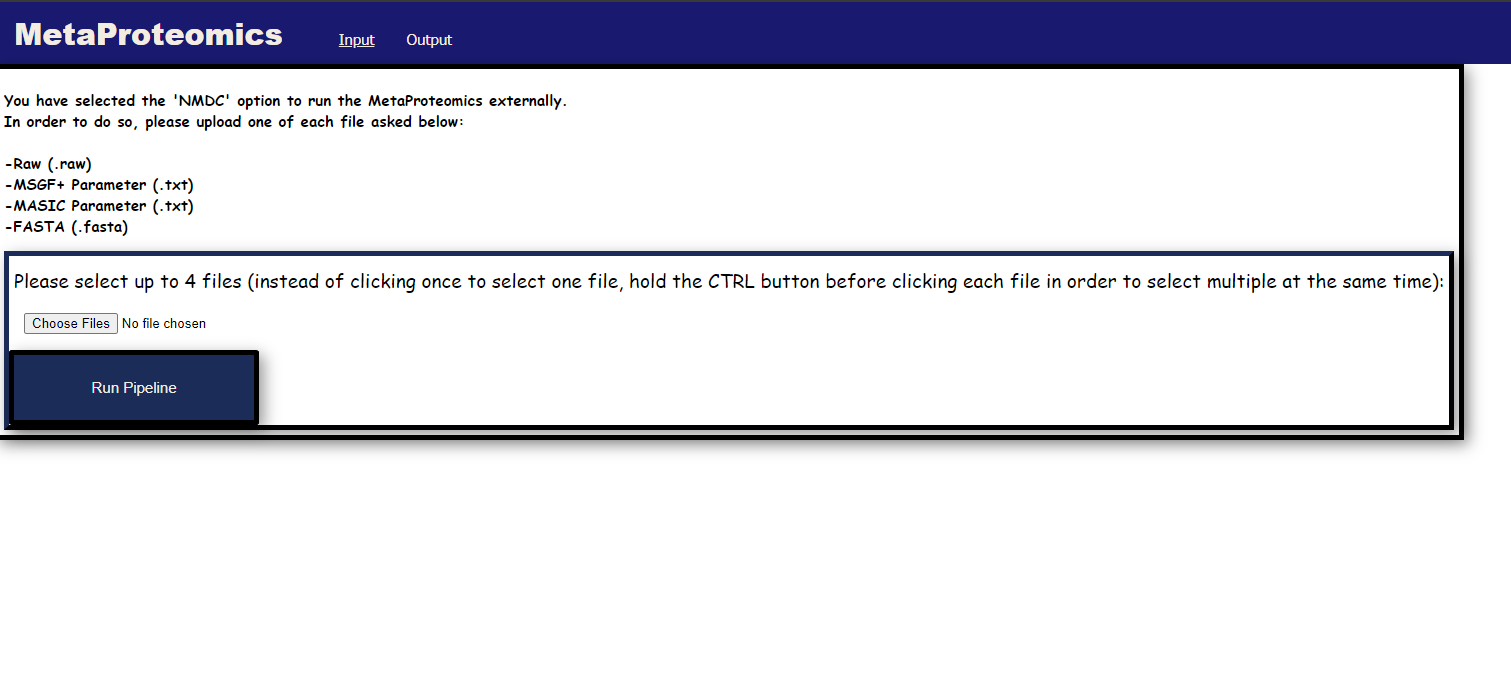 MetaProteomics Input Output
You have selected the 'NMDC' option to run the MetaProteomics externally.
In order to do so, please upload one of each file asked below:
-Raw (.raw)
-MSGF+ Parameter (.txt)
-MASIC Parameter (.txt)
-FASTA (.fasta)
Please select up to 4 files (instead of clicking once to select one file, hold the CTRL button before clicking each file in order to select multiple at the same time):
Choose Files No file chosen
Run Pipeline